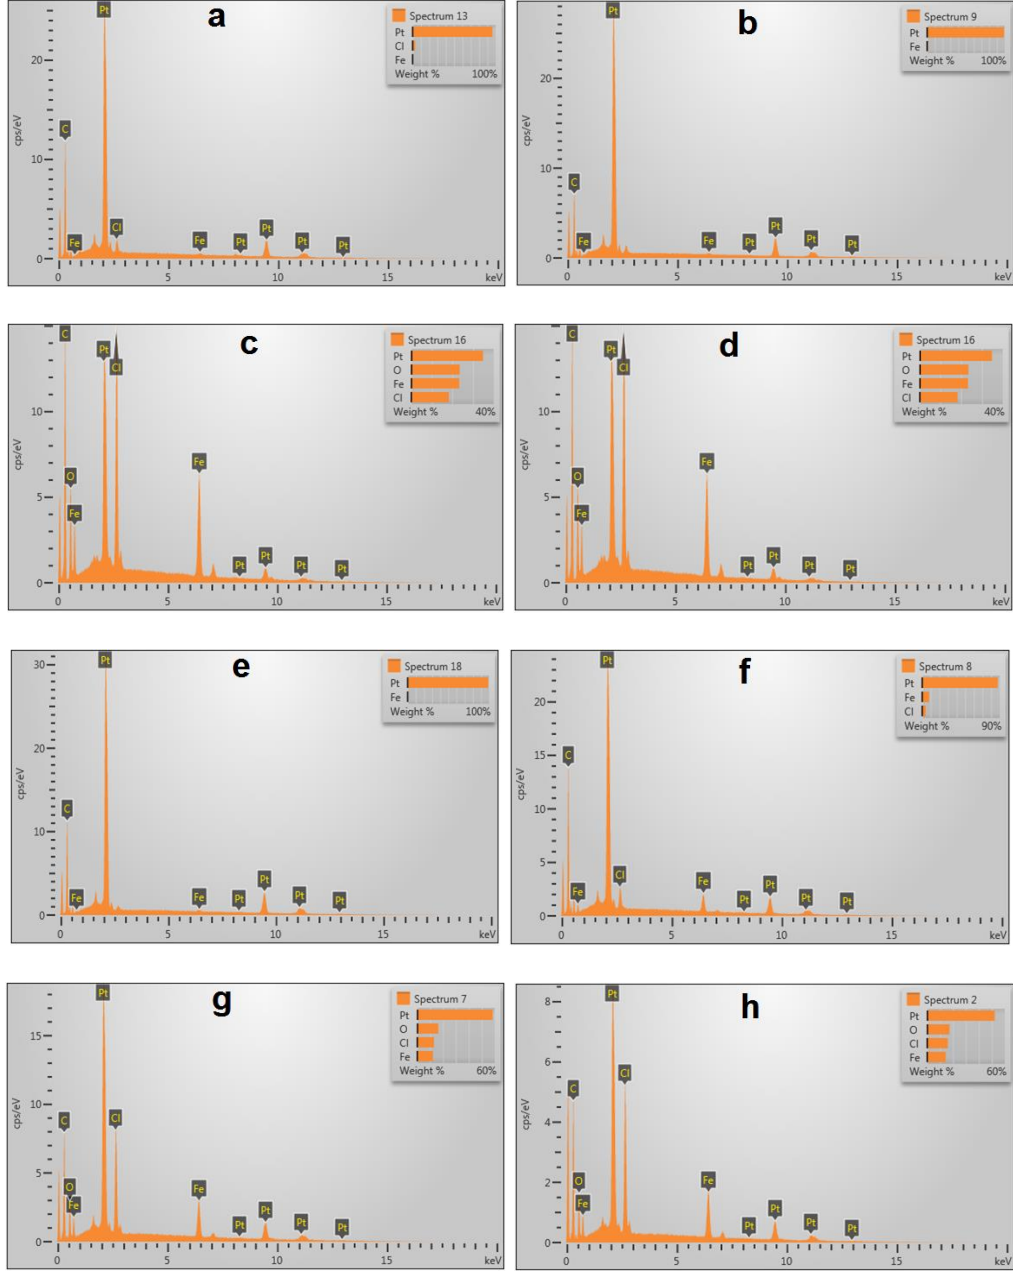 a
Spectrum 13
Pt
Cl
Fe
Weight % 100%
cps/eV
20
10
0
Pt
C
Fe
Cl
Fe
Pt
Pt
Pt
Pt
0 5 10 15 keV
b
Spectrum 9
Pt
Fe
Weight % 100%
cps/eV
20
10
0
Pt
C
Fe
Fe
Pt
Pt
Pt
Pt
0 5 10 15 keV
c
Spectrum 16
Pt
O
Fe
Cl
Weight % 40%
cps/eV
10
5
0
C
Pt
Cl
O
Fe
Fe
Pt
Pt
Pt
Pt
0 5 10 15 keV
d
Spectrum 16
Pt
O
Fe
Cl
Weight % 40%
cps/eV
10
5
0
C
Pt
Cl
O
Fe
Fe
Pt
Pt
Pt
Pt
0 5 10 15 keV
e
Spectrum 18
Pt
Fe
Weight % 100%
cps/eV
30
20
10
0
Pt
C
Fe
Fe
Pt
Pt
Pt
Pt
0 5 10 15 keV
f
Spectrum 8
Pt
Fe
Cl
Weight % 90%
cps/eV
20
15
10
5
0
Pt
C
Fe
Cl
Fe
Pt
Pt
Pt
Pt
0 5 10 15 keV
g
Spectrum 7
Pt
O
Cl
Fe
Weight % 60%
cps/eV
15
10
5
0
Pt
C
Cl
O
Fe
Fe
Pt
Pt
Pt
Pt
0 5 10 15 keV
h
Spectrum 2
Pt
O
Cl
Fe
Weight % 60%
cps/eV
8
6
4
2
0
Pt
Cl
C
O
Fe
Fe
Pt
Pt
Pt
Pt
0 5 10 15 keV